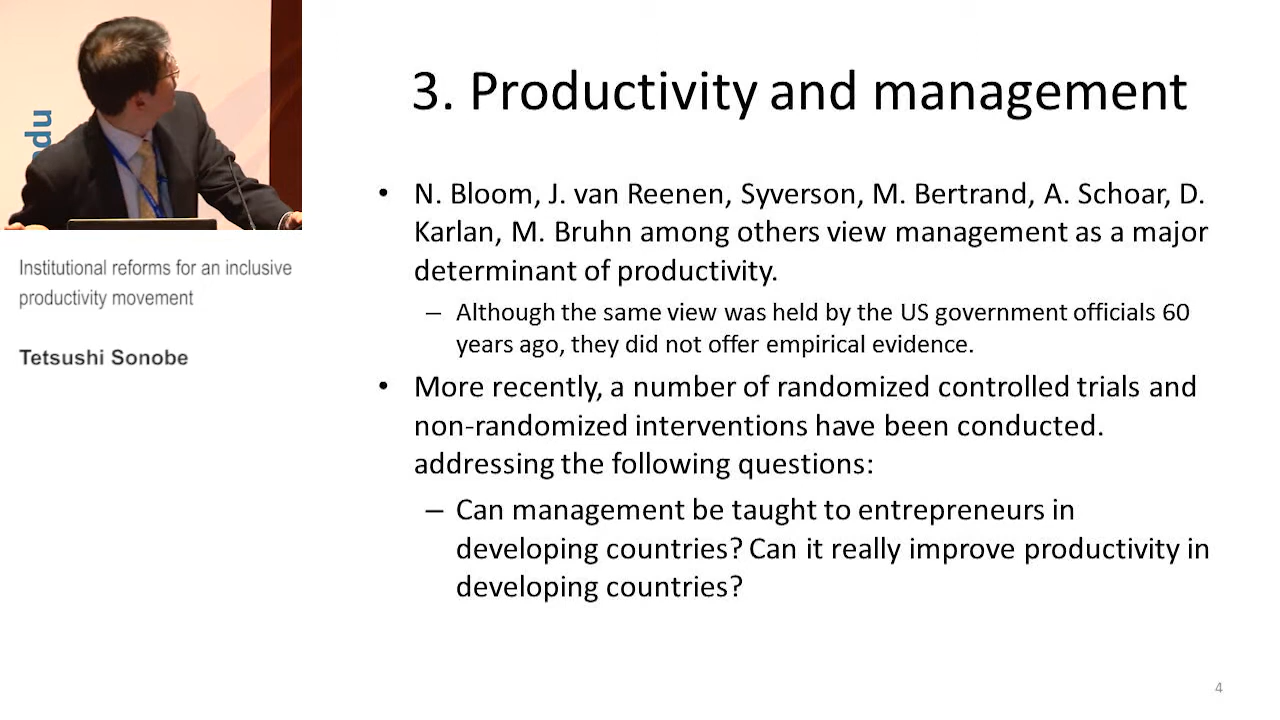 3. Productivity and management
• N. Bloom, J. van Reenen, Syverson, M. Bertrand, A. Schoar, D.
Karlan, M. Bruhn among others view management as a major
determinant of productivity.
– Although the same view was held by the US government officials 60
years ago, they did not offer empirical evidence.
• More recently, a number of randomized controlled trials and
non-randomized interventions have been conducted.
addressing the following questions:
– Can management be taught to entrepreneurs in
developing countries? Can it really improve productivity in
developing countries?
4
Institutional reforms for an inclusive
productivity movement
Tetsushi Sonobe